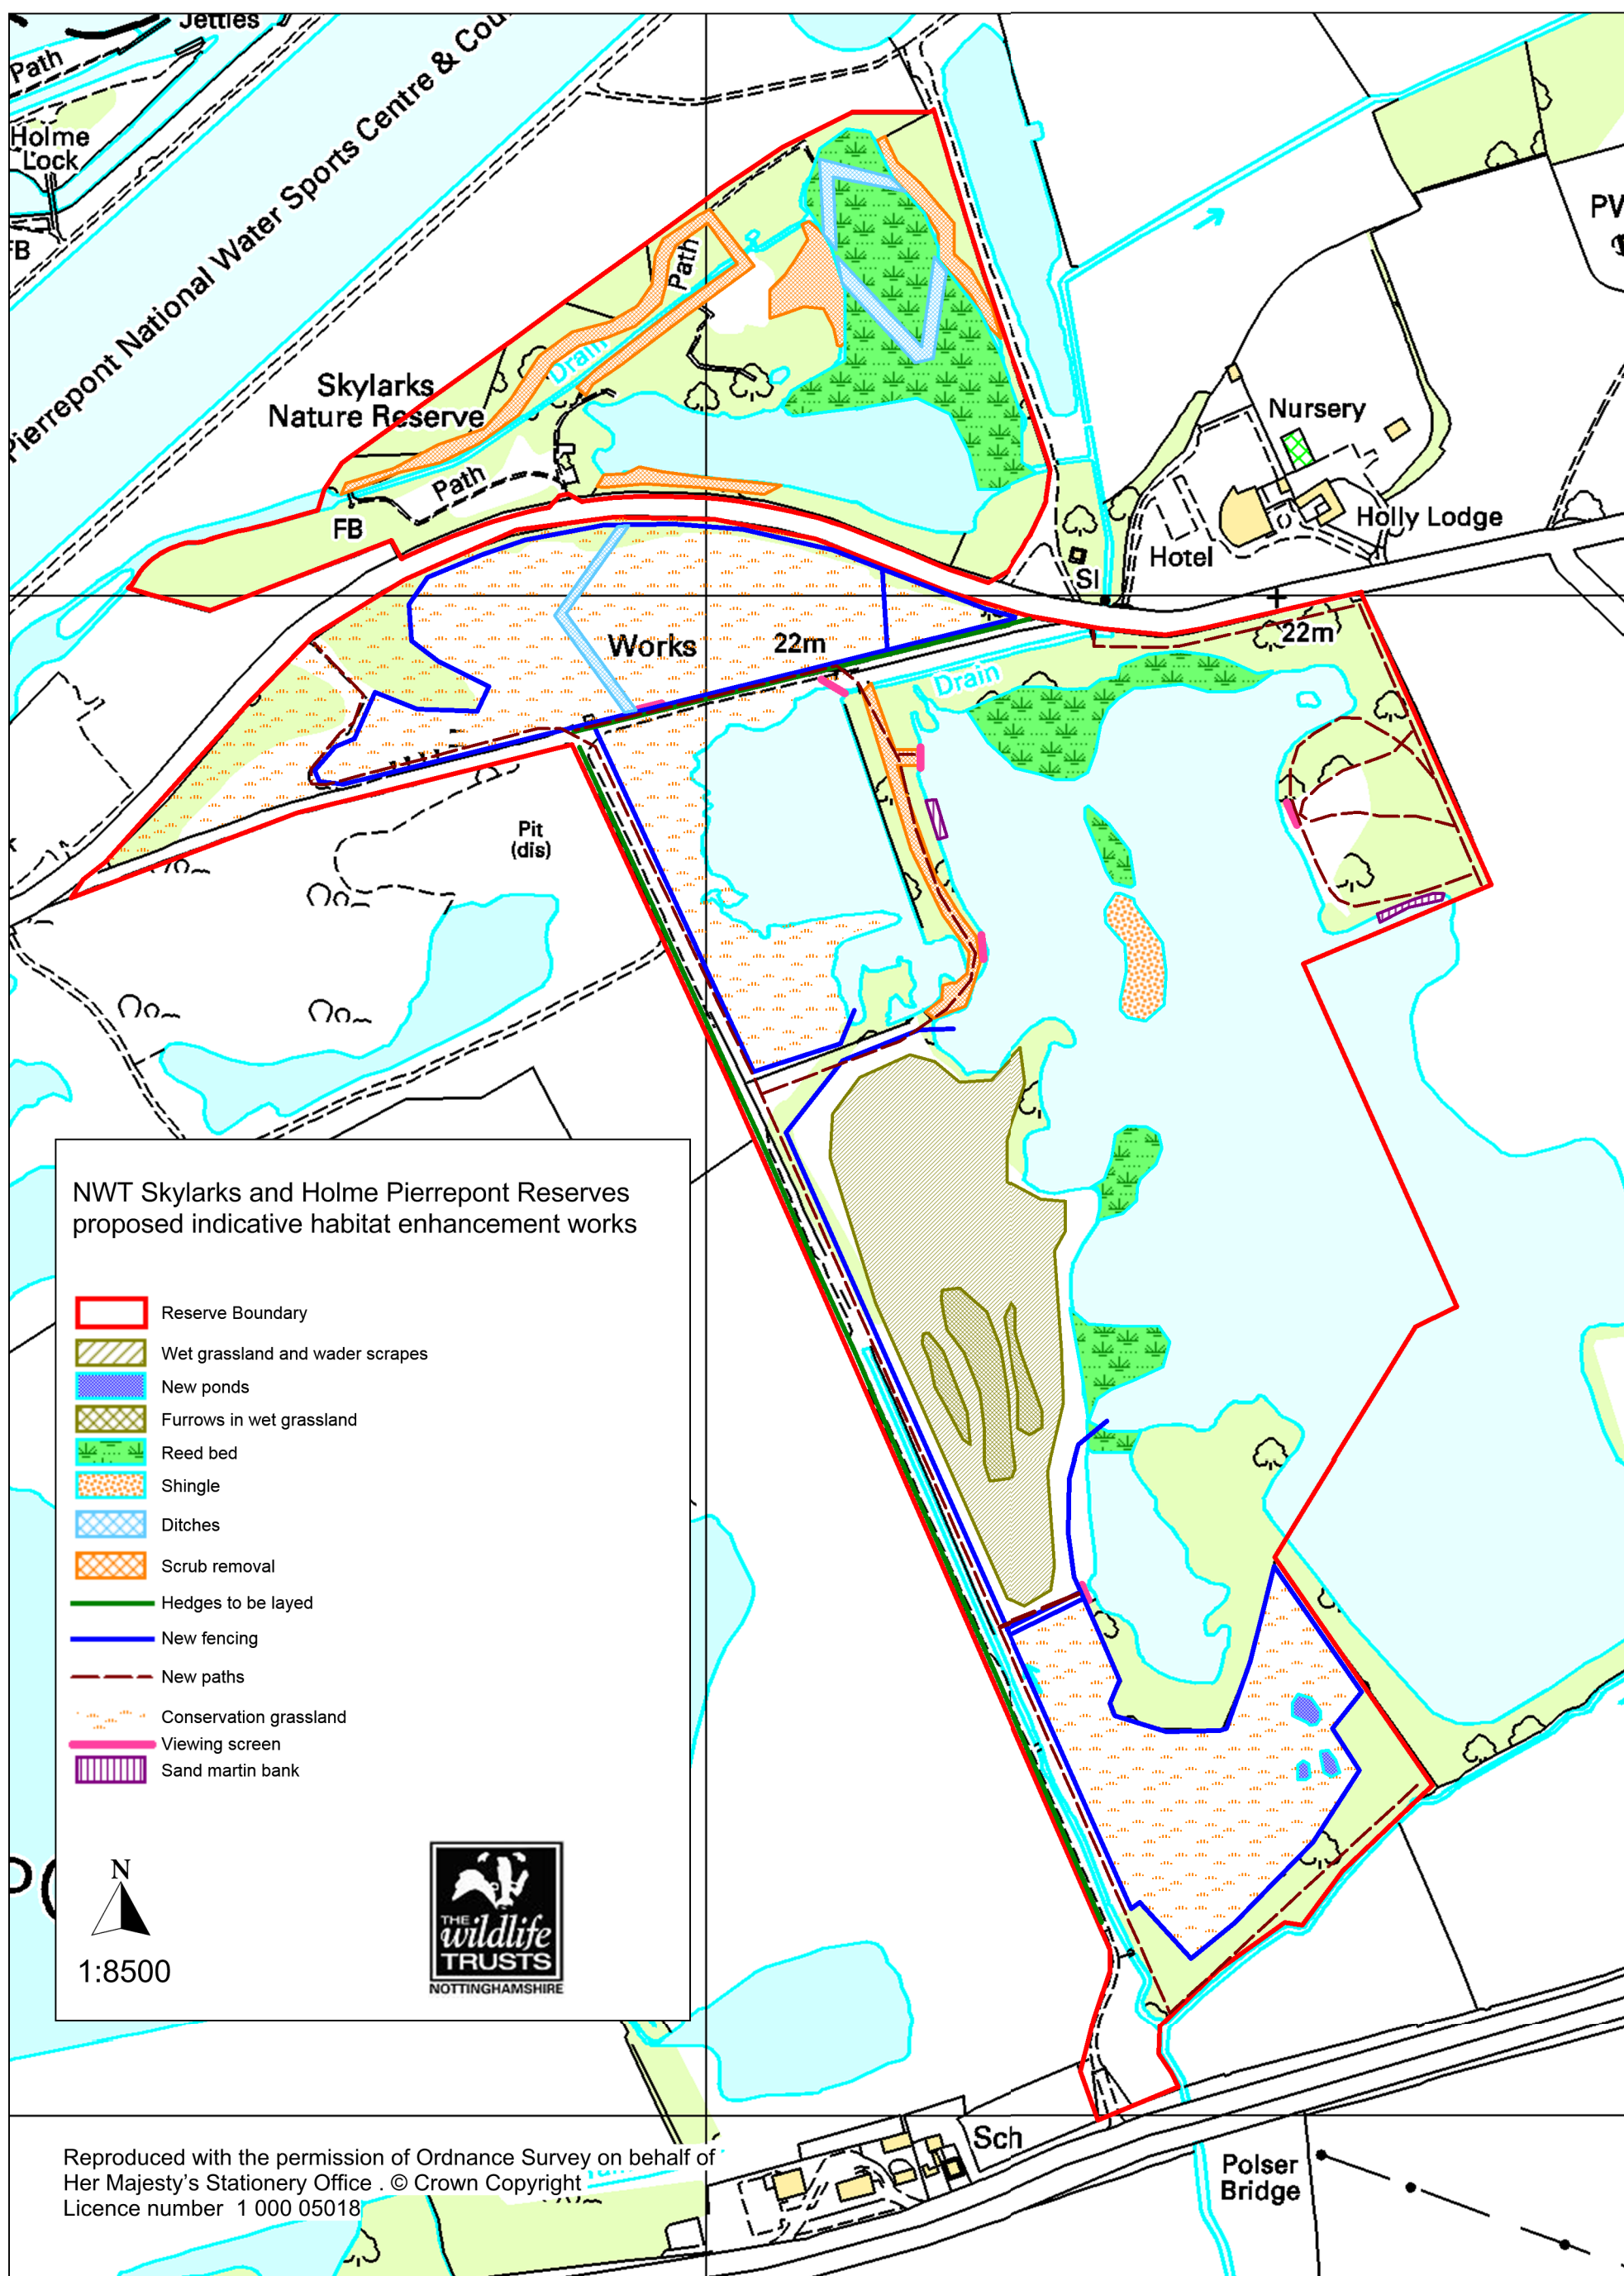 Jetties
Path
Holme
Lock
FB
Pierrepont National Water Sports Centre & Cou
Path
Drain
Skylarks
Nature Reserve
Path
FB
PV
Nursery
Holly Lodge
Hotel
SI
Works
22m
22m
Drain
Pit
(dis)
NWT Skylarks and Holme Pierrepont Reserves
proposed indicative habitat enhancement works
Reserve Boundary
Wet grassland and wader scrapes
New ponds
Furrows in wet grassland
Reed bed
Shingle
Ditches
Scrub removal
Hedges to be layed
New fencing
New paths
Conservation grassland
Viewing screen
Sand martin bank
N
1:8500
THE
wildlife
TRUSTS
NOTTINGHAMSHIRE
Sch
Polser
Bridge
Reproduced with the permission of Ordnance Survey on behalf of
Her Majesty's Stationery Office . © Crown Copyright
Licence number 1 000 05018